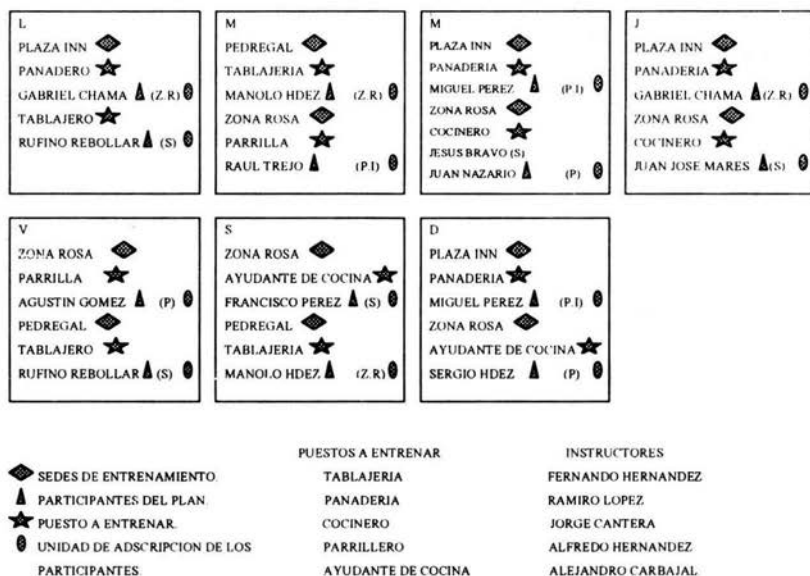 L
PLAZA INN
PANADERO
GABRIEL CHAMA (Z.R)
TABLAJERO
RUFINO REBOLLAR (S)
M
PEDREGAL
TABLAJERIA
MANOLO HDEZ (Z.R)
ZONA ROSA
PARRILLA
RAUL TREJO (P.I)
M
PLAZA INN
PANADERIA
MIGUEL PEREZ (P.I)
ZONA ROSA
COCINERO
JESUS BRAVO (S)
JUAN NAZARIO (P)
J
PLAZA INN
PANADERIA
GABRIEL CHAMA (Z.R)
ZONA ROSA
COCINERO
JUAN JOSE MARES (S)
V
ZONA ROSA
PARRILLA
AGUSTIN GOMEZ (P)
PEDREGAL
TABLAJERO
RUFINO REBOLLAR (S)
S
ZONA ROSA
AYUDANTE DE COCINA
FRANCISCO PEREZ (S)
PEDREGAL
TABLAJERIA
MANOLO HDEZ (Z.R)
D
PLAZA INN
PANADERIA
MIGUEL PEREZ (P.I)
ZONA ROSA
AYUDANTE DE COCINA
SERGIO HDEZ (P)
SEDES DE ENTRENAMIENTO.
PARTICIPANTES DEL PLAN.
PUESTO A ENTRENAR.
UNIDAD DE ADSCRIPCION DE LOS
PARTICIPANTES.
PUESTOS A ENTRENAR
TABLAJERIA
PANADERIA
COCINERO
PARRILLERO
AYUDANTE DE COCINA
INSTRUCTORES
FERNANDO HERNANDEZ
RAMIRO LOPEZ
JORGE CANTERA
ALFREDO HERNANDEZ
ALEJANDRO CARBAJAL